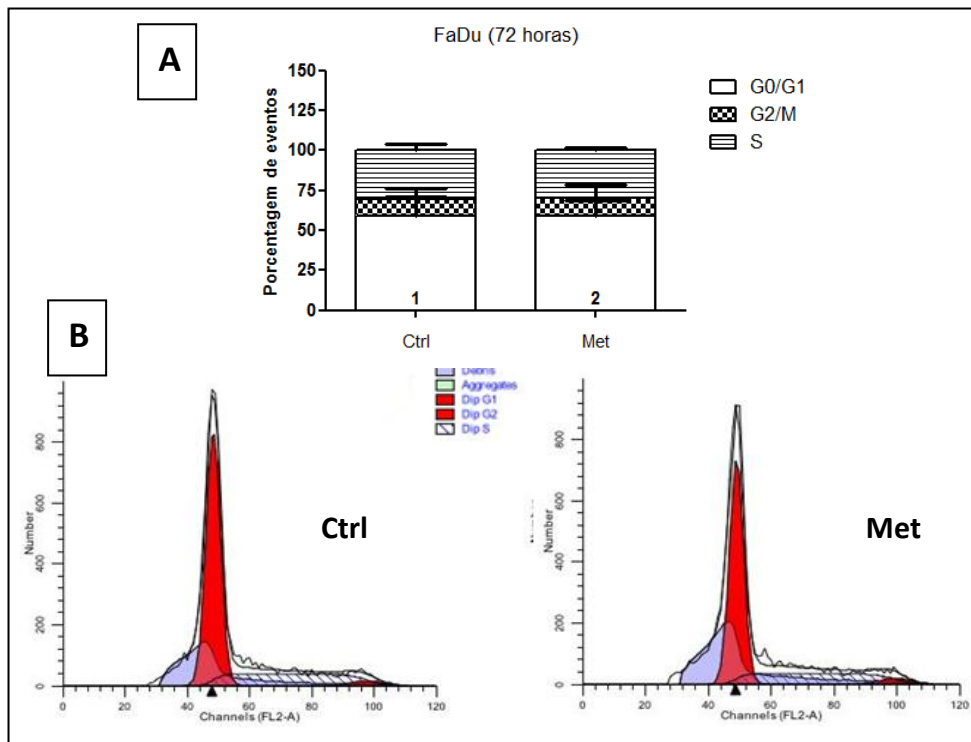 A
FaDu (72 horas)
Porcentagem de eventos
150
125
100
75
50
25
0
1
2
Ctrl
Met
G0/G1
G2/M
S
B
Debris
Aggregates
Dip G1
Dip G2
Dip S
Number
800
600
400
200
0
Ctrl
0 20 40 60 80 100 120
Channels (FL2-A)
800
600
400
200
0
Met
0 20 40 60 80 100 120
Channels (FL2-A)